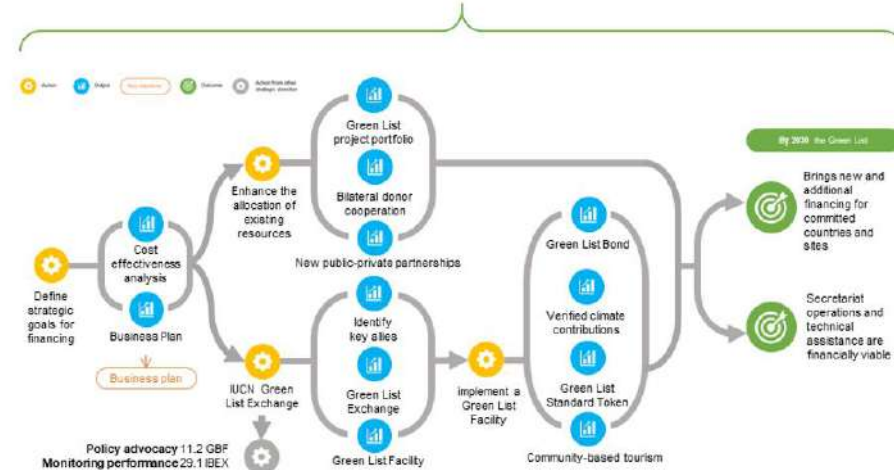 Action
Output
Outcome
Action from other
strategic direction
By 2030 the Green List
Green List
project portfolio
Bilateral donor
cooperation
New public-private partnerships
Enhance the
allocation of
existing
resources
Cost
effectiveness
analysis
Business Plan
Business plan
Define
strategic
goals for
financing
IUCN Green
List Exchange
Policy advocacy 11.2 GBF
Monitoring performance 29.1 IBEX
Identify
key allies
Green List
Exchange
Green List Facility
implement a
Green List
Facility
Green List Bond
Verified climate
contributions
Green List
Standard Token
Community-based tourism
Brings new and
additional
financing for
committed
countries and
sites
Secretariat
operations and
technical
assistance are
financially viable